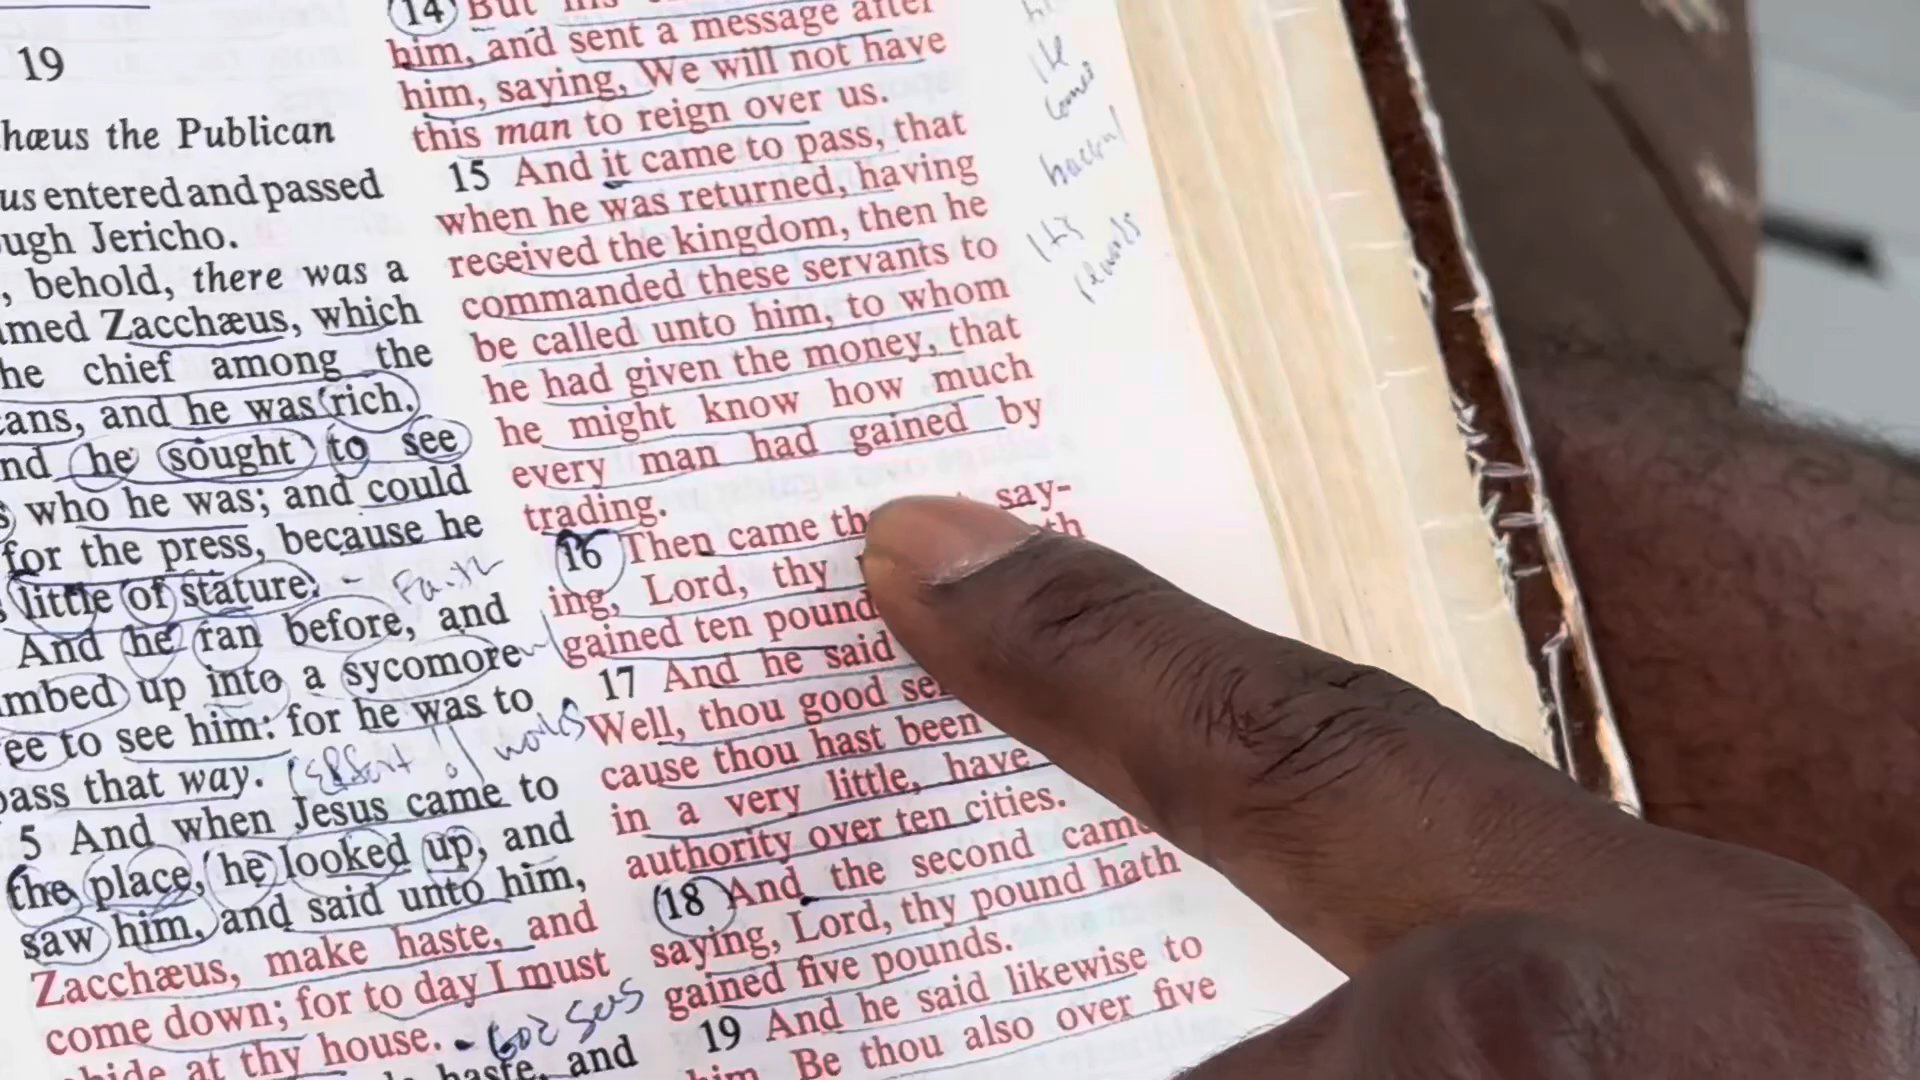 19
hæus the Publican
us entered and passed
ugh Jericho.
, behold, there was a
med Zacchæus, which
he chief among the
ans, and he was rich.
nd he sought to see
s who he was; and could
for the press, because he
little of stature. - Faith
And he ran before, and
mbed up into a sycomore
ee to see him: for he was to
pass that way. (Effort works
5 And when Jesus came to
the place, he looked up, and
saw him, and said unto him,
Zacchæus, make haste, and
come down; for to day I must
bide at thy house.
haste, and
14 But his
him, and sent a message after
him, saying, We will not have
this man to reign over us.
15 And it came to pass, that
when he was returned, having
received the kingdom, then he
commanded these servants to
be called unto him, to whom
he had given the money, that
he might know how much
every man had gained by
trading.
16 Then came th say-
ing, Lord, thy th
gained ten pound
17 And he said
Well, thou good se
cause thou hast been
in a very little, have
authority over ten cities.
18 And the second came
saying, Lord, thy pound hath
gained five pounds.
19 And he said likewise to
him, Be thou also over five